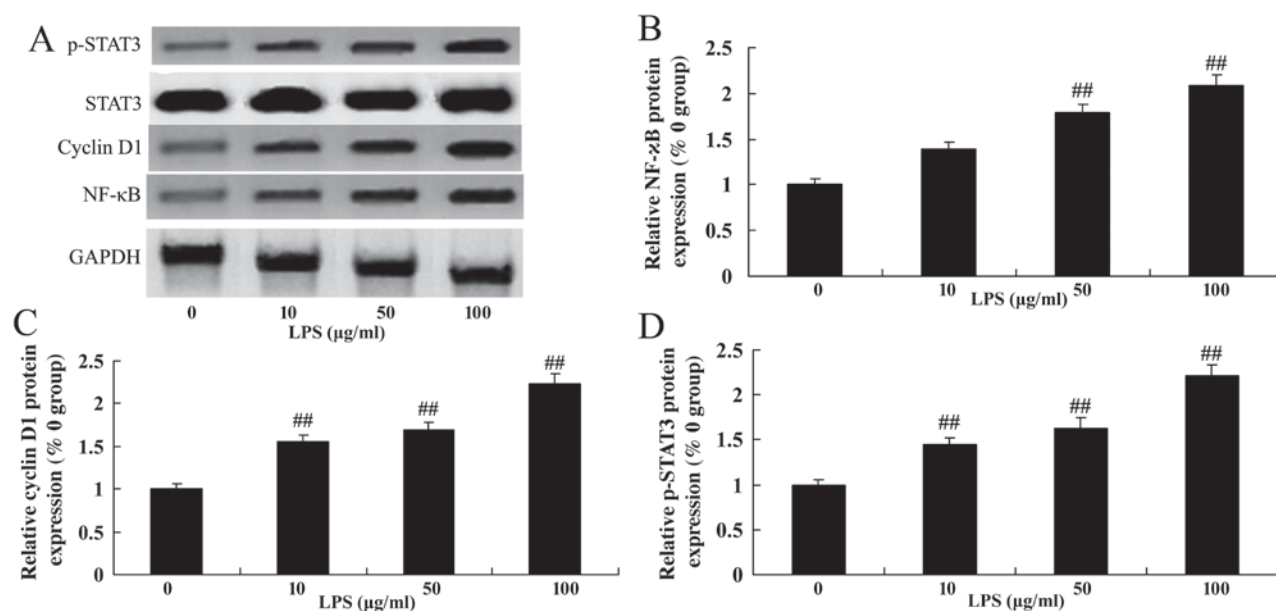 A
p-STAT3
STAT3
Cyclin D1
NF-κB
GAPDH
0 10 50 100
LPS (μg/ml)
B
Relative NF-ϰB protein
expression (% 0 group)
2.5
2
1.5
1
0.5
0
##
##
0 10 50 100
LPS (μg/ml)
C
Relative cyclin D1 protein
expression (% 0 group)
2.5
2
1.5
1
0.5
0
##
##
##
0 10 50 100
LPS (μg/ml)
D
Relative p-STAT3 protein
expression (% 0 group)
2.5
2
1.5
1
0.5
0
##
##
##
0 10 50 100
LPS (μg/ml)